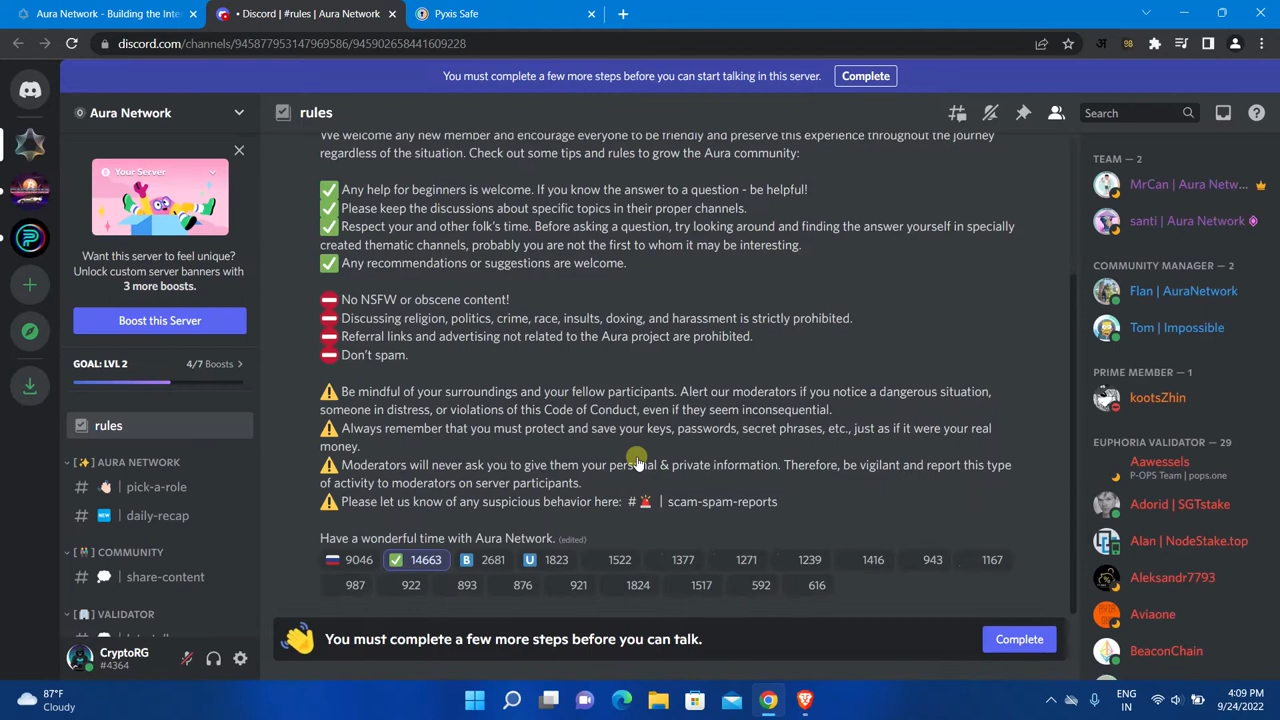 Aura Network - Building the Inter
• Discord | #rules | Aura Network
Pyxis Safe
discord.com/channels/945877953147969586/945902658441609228
You must complete a few more steps before you can start talking in this server.
Complete
Aura Network
rules
Search
Your Server
Want this server to feel unique?
Unlock custom server banners with
3 more boosts.
Boost this Server
GOAL: LVL 2
4/7 Boosts
rules
AURA NETWORK
pick-a-role
daily-recap
COMMUNITY
share-content
VALIDATOR
CryptoRG
#4364
We welcome any new member and encourage everyone to be friendly and preserve this experience throughout the journey
regardless of the situation. Check out some tips and rules to grow the Aura community:
✅ Any help for beginners is welcome. If you know the answer to a question - be helpful!
✅ Please keep the discussions about specific topics in their proper channels.
✅ Respect your and other folk's time. Before asking a question, try looking around and finding the answer yourself in specially
created thematic channels, probably you are not the first to whom it may be interesting.
✅ Any recommendations or suggestions are welcome.
⛔ No NSFW or obscene content!
⛔ Discussing religion, politics, crime, race, insults, doxing, and harassment is strictly prohibited.
⛔ Referral links and advertising not related to the Aura project are prohibited.
⛔ Don't spam.
⚠️ Be mindful of your surroundings and your fellow participants. Alert our moderators if you notice a dangerous situation,
someone in distress, or violations of this Code of Conduct, even if they seem inconsequential.
⚠️ Always remember that you must protect and save your keys, passwords, secret phrases, etc., just as if it were your real
money.
⚠️ Moderators will never ask you to give them your personal & private information. Therefore, be vigilant and report this type
of activity to moderators on server participants.
⚠️ Please let us know of any suspicious behavior here: #🚨 | scam-spam-reports
Have a wonderful time with Aura Network. (edited)
9046 14663 B 2681 U 1823 1522 1377 1271 1239 1416 943 1167
987 922 893 876 921 1824 1517 592 616
You must complete a few more steps before you can talk.
Complete
TEAM — 2
MrCan | Aura Netw...
santi | Aura Network
COMMUNITY MANAGER — 2
Flan | AuraNetwork
Tom | Impossible
PRIME MEMBER — 1
kootsZhin
EUPHORIA VALIDATOR — 29
Aawessels
P-OPS Team | pops.one
Adorid | SGTstake
Alan | NodeStake.top
Aleksandr7793
Aviaone
BeaconChain
87°F
Cloudy
ENG
IN
4:09 PM
9/24/2022